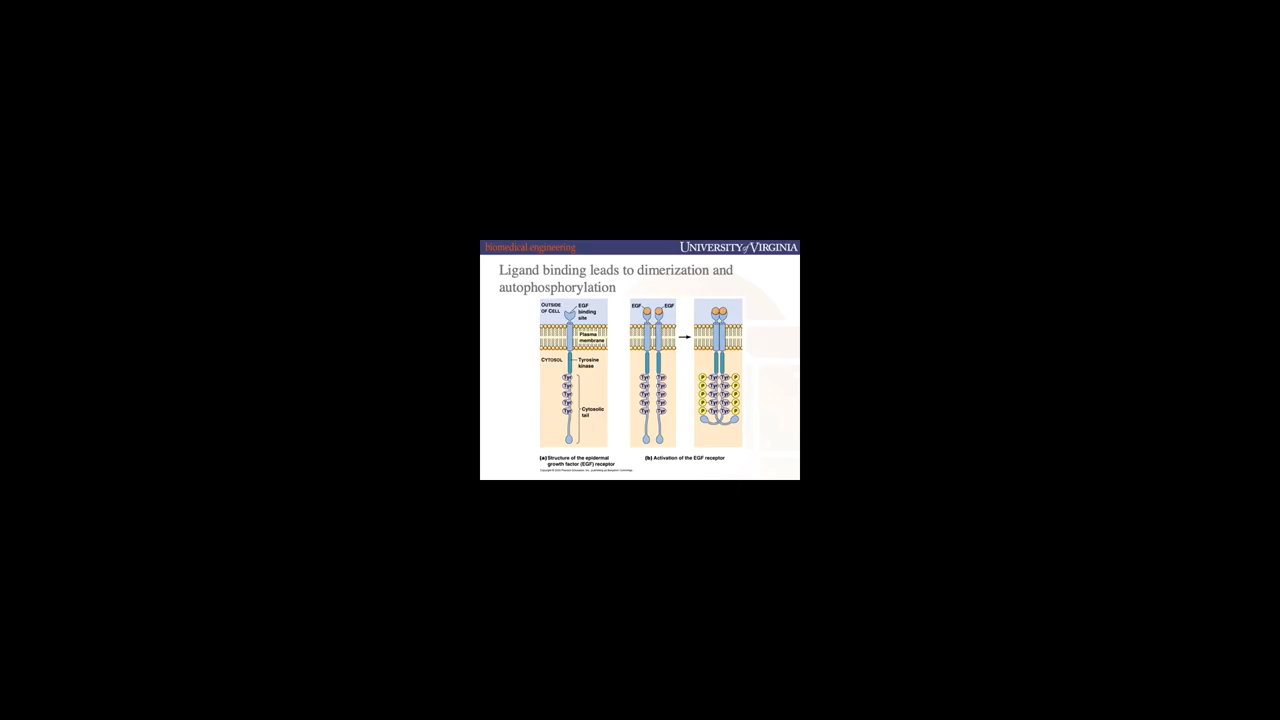 biomedical engineering
UNIVERSITY of VIRGINIA
Ligand binding leads to dimerization and
autophosphorylation
OUTSIDE
OF CELL
EGF
binding
site
Plasma
membrane
CYTOSOL
Tyrosine
kinase
Tyr
Tyr
Tyr
Tyr
Tyr
Cytosolic
tail
(a) Structure of the epidermal
growth factor (EGF) receptor
EGF EGF
Tyr Tyr
Tyr Tyr
Tyr Tyr
Tyr Tyr
Tyr Tyr
P Tyr Tyr P
P Tyr Tyr P
P Tyr Tyr P
P Tyr Tyr P
P Tyr Tyr P
(b) Activation of the EGF receptor